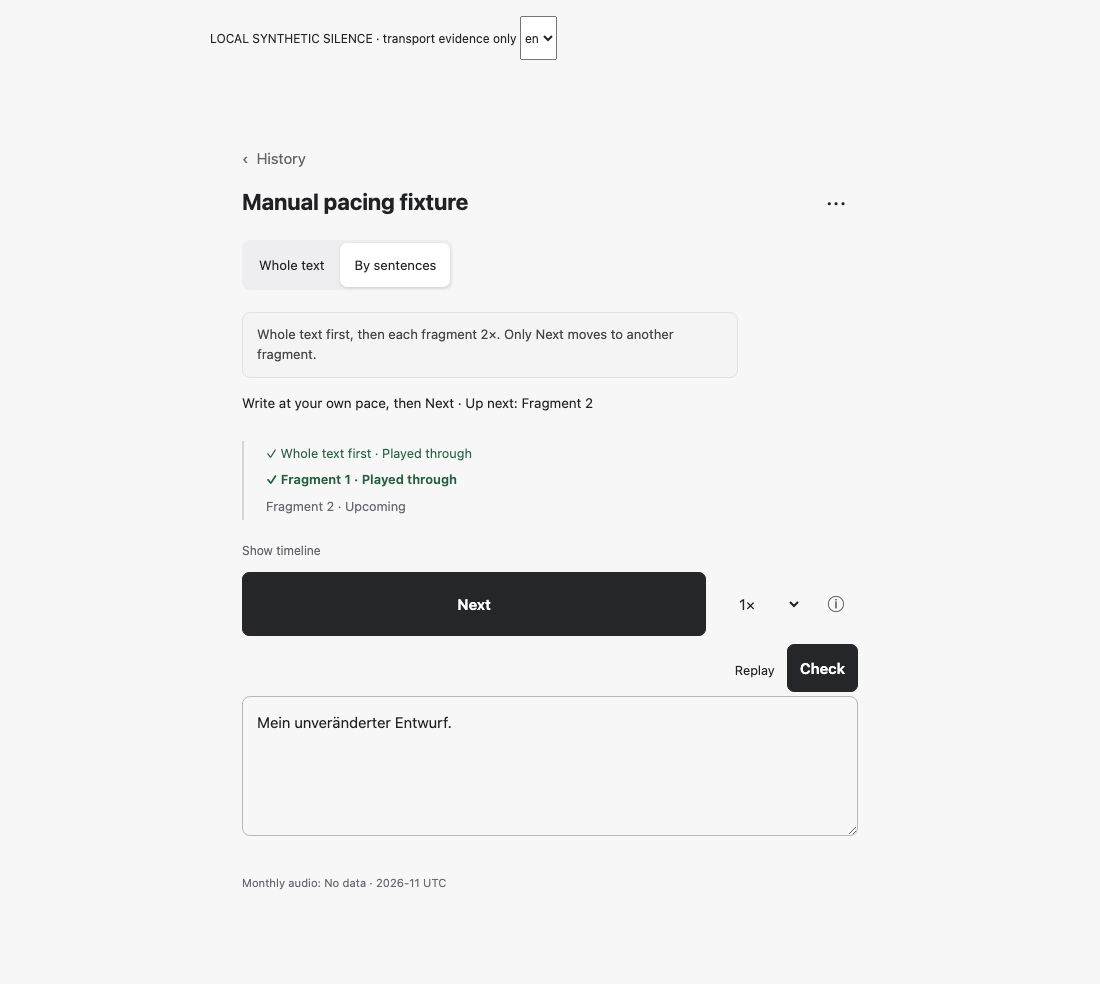 LOCAL SYNTHETIC SILENCE · transport evidence only en
‹ History
Manual pacing fixture
...
Whole text By sentences
Whole text first, then each fragment 2×. Only Next moves to another
fragment.
Write at your own pace, then Next · Up next: Fragment 2
✓ Whole text first · Played through
✓ Fragment 1 · Played through
Fragment 2 · Upcoming
Show timeline
Next 1× ⓘ
Replay Check
Mein unveränderter Entwurf.
Monthly audio: No data · 2026-11 UTC